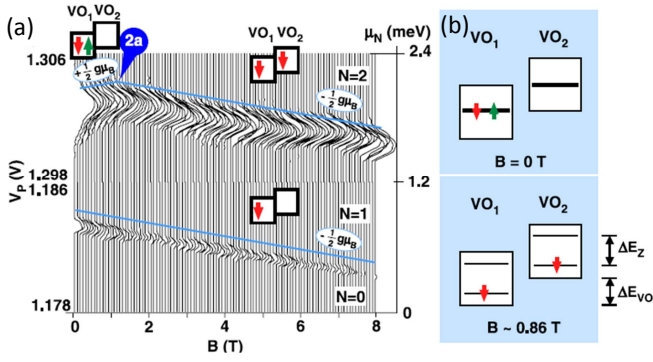 (a)
VO1 VO2
2a
1.306
+ 1/2 gμB
VO1 VO2
μN (meV)
2.4
N=2
- 1/2 gμB
VP (V)
1.298
1.186
1.2
N=1
- 1/2 gμB
1.178
N=0
0
0 2 4 6 8
B (T)
(b)
VO1 VO2
B = 0 T
VO1 VO2
ΔEZ
ΔEVO
B ~ 0.86 T